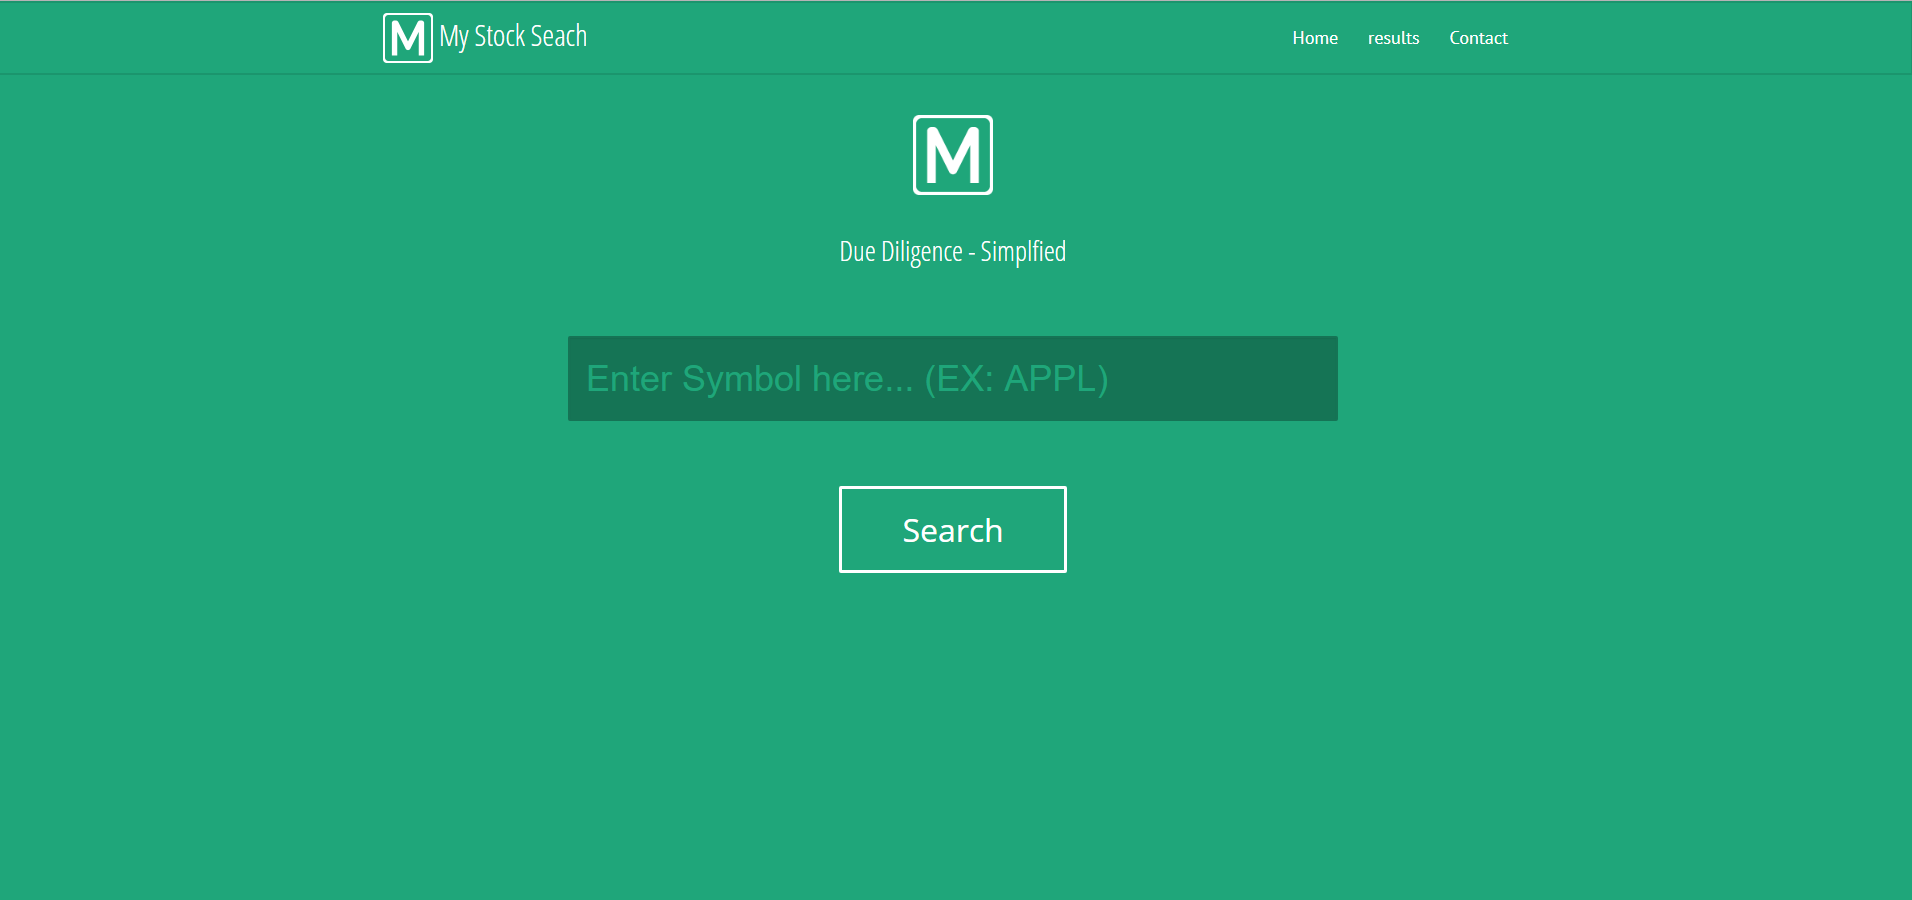 M My Stock Seach
Home results Contact
M
Due Diligence - Simplfied
Enter Symbol here... (EX: APPL)
Search